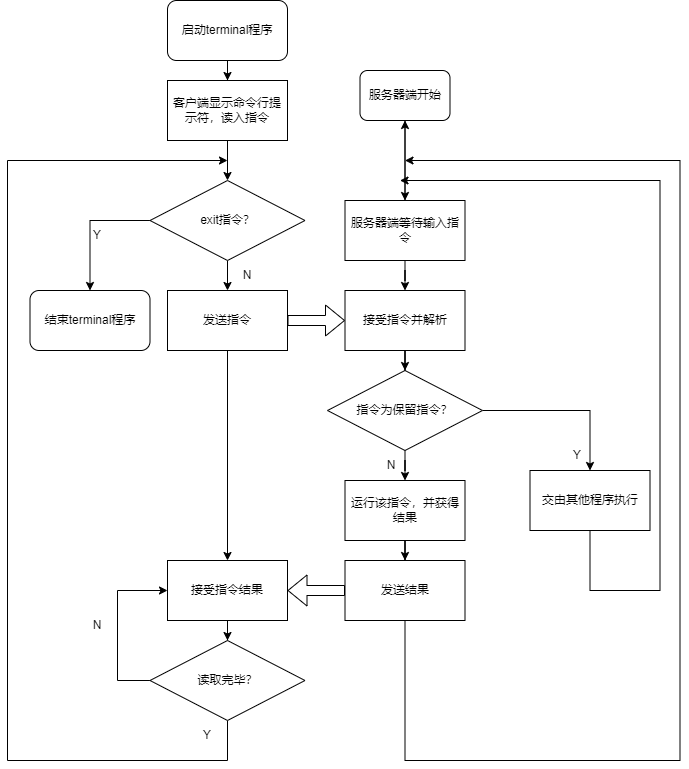 启动terminal程序
客户端显示命令行提
示符，读入指令
服务器端开始
exit指令？
Y
N
服务器端等待输入指
令
结束terminal程序
发送指令
接受指令并解析
指令为保留指令？
N
Y
运行该指令，并获得
结果
交由其他程序执行
接受指令结果
发送结果
N
读取完毕？
Y